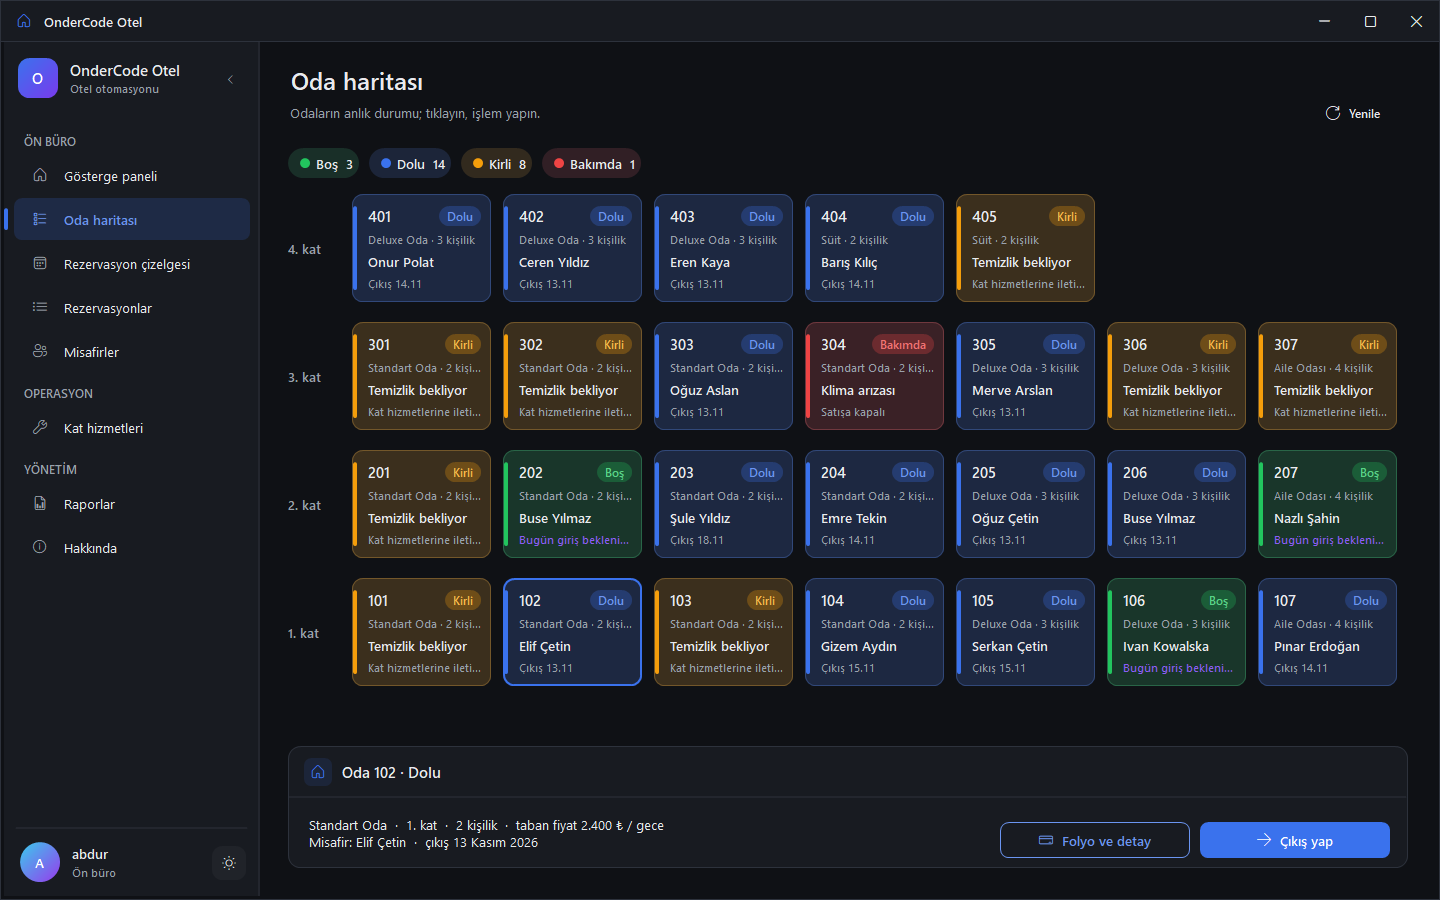 OnderCode Otel
O
OnderCode Otel
Otel otomasyonu
ÖN BÜRO
Gösterge paneli
Oda haritası
Rezervasyon çizelgesi
Rezervasyonlar
Misafirler
OPERASYON
Kat hizmetleri
YÖNETİM
Raporlar
Hakkında
A
abdur
Ön büro
Oda haritası
Odaların anlık durumu; tıklayın, işlem yapın.
Yenile
Boş 3
Dolu 14
Kirli 8
Bakımda 1
4. kat
401 Dolu
Deluxe Oda · 3 kişilik
Onur Polat
Çıkış 14.11
402 Dolu
Deluxe Oda · 3 kişilik
Ceren Yıldız
Çıkış 13.11
403 Dolu
Deluxe Oda · 3 kişilik
Eren Kaya
Çıkış 13.11
404 Dolu
Süit · 2 kişilik
Barış Kılıç
Çıkış 14.11
405 Kirli
Süit · 2 kişilik
Temizlik bekliyor
Kat hizmetlerine ileti...
3. kat
301 Kirli
Standart Oda · 2 kişi...
Temizlik bekliyor
Kat hizmetlerine ileti...
302 Kirli
Standart Oda · 2 kişi...
Temizlik bekliyor
Kat hizmetlerine ileti...
303 Dolu
Standart Oda · 2 kişi...
Oğuz Aslan
Çıkış 13.11
304 Bakımda
Standart Oda · 2 kişi...
Klima arızası
Satışa kapalı
305 Dolu
Deluxe Oda · 3 kişilik
Merve Arslan
Çıkış 13.11
306 Kirli
Deluxe Oda · 3 kişilik
Temizlik bekliyor
Kat hizmetlerine ileti...
307 Kirli
Aile Odası · 4 kişilik
Temizlik bekliyor
Kat hizmetlerine ileti...
2. kat
201 Kirli
Standart Oda · 2 kişi...
Temizlik bekliyor
Kat hizmetlerine ileti...
202 Boş
Standart Oda · 2 kişi...
Buse Yılmaz
Bugün giriş bekleni...
203 Dolu
Standart Oda · 2 kişi...
Şule Yıldız
Çıkış 18.11
204 Dolu
Standart Oda · 2 kişi...
Emre Tekin
Çıkış 14.11
205 Dolu
Deluxe Oda · 3 kişilik
Oğuz Çetin
Çıkış 13.11
206 Dolu
Deluxe Oda · 3 kişilik
Buse Yılmaz
Çıkış 13.11
207 Boş
Aile Odası · 4 kişilik
Nazlı Şahin
Bugün giriş bekleni...
1. kat
101 Kirli
Standart Oda · 2 kişi...
Temizlik bekliyor
Kat hizmetlerine ileti...
102 Dolu
Standart Oda · 2 kişi...
Elif Çetin
Çıkış 13.11
103 Kirli
Standart Oda · 2 kişi...
Temizlik bekliyor
Kat hizmetlerine ileti...
104 Dolu
Standart Oda · 2 kişi...
Gizem Aydın
Çıkış 15.11
105 Dolu
Deluxe Oda · 3 kişilik
Serkan Çetin
Çıkış 15.11
106 Boş
Deluxe Oda · 3 kişilik
Ivan Kowalska
Bugün giriş bekleni...
107 Dolu
Aile Odası · 4 kişilik
Pınar Erdoğan
Çıkış 14.11
Oda 102 · Dolu
Standart Oda · 1. kat · 2 kişilik · taban fiyat 2.400 ₺ / gece
Misafir: Elif Çetin · çıkış 13 Kasım 2026
Folyo ve detay
Çıkış yap